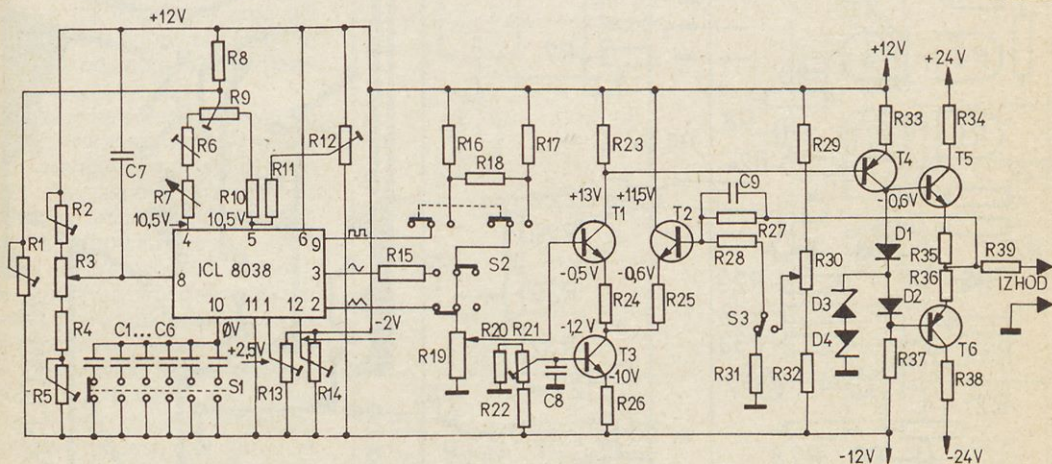 +12V
+12V
+24V
R8
R9
R16
R17
R23
R29
R33
R34
R6
R12
R18
T4
T5
C7
R11
C9
R7
R10
+13V
+11,5V
-0,6V
R2
10,5V
10,5V
T1
T2
R27
D1
R35
R39
R1
4
5
6
9
R28
R30
R36
IZHOD
R3
8
ICL 8038
3
R15
S2
-0,5V
-0,6V
D3
D2
10
11
1
12
2
R24
R25
S3
D4
R4
C1...C6
0V
-2V
R20
R21
-1,2V
T3
R37
T6
+2,5V
R19
-10V
R31
R32
R38
R5
S1
R13
R14
R22
C8
R26
-12V
-24V